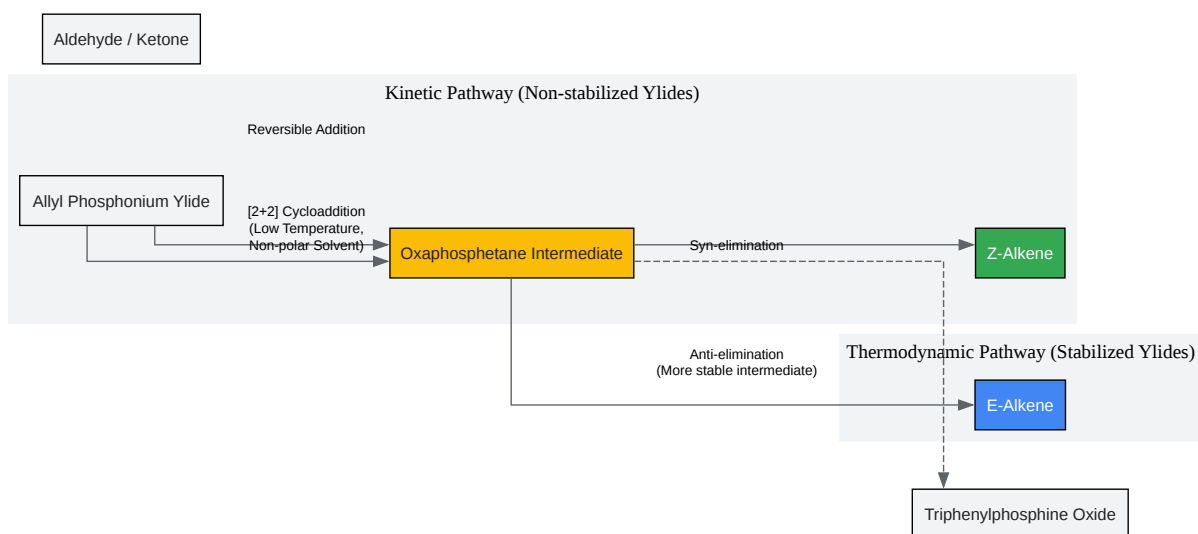 Aldehyde / Ketone
Kinetic Pathway (Non-stabilized Ylides)
Reversible Addition
Allyl Phosphonium Ylide
[2+2] Cycloaddition
(Low Temperature,
Non-polar Solvent)
Oxaphosphetane Intermediate
Syn-elimination
Z-Alkene
Thermodynamic Pathway (Stabilized Ylides)
Anti-elimination
(More stable intermediate)
E-Alkene
Triphenylphosphine Oxide